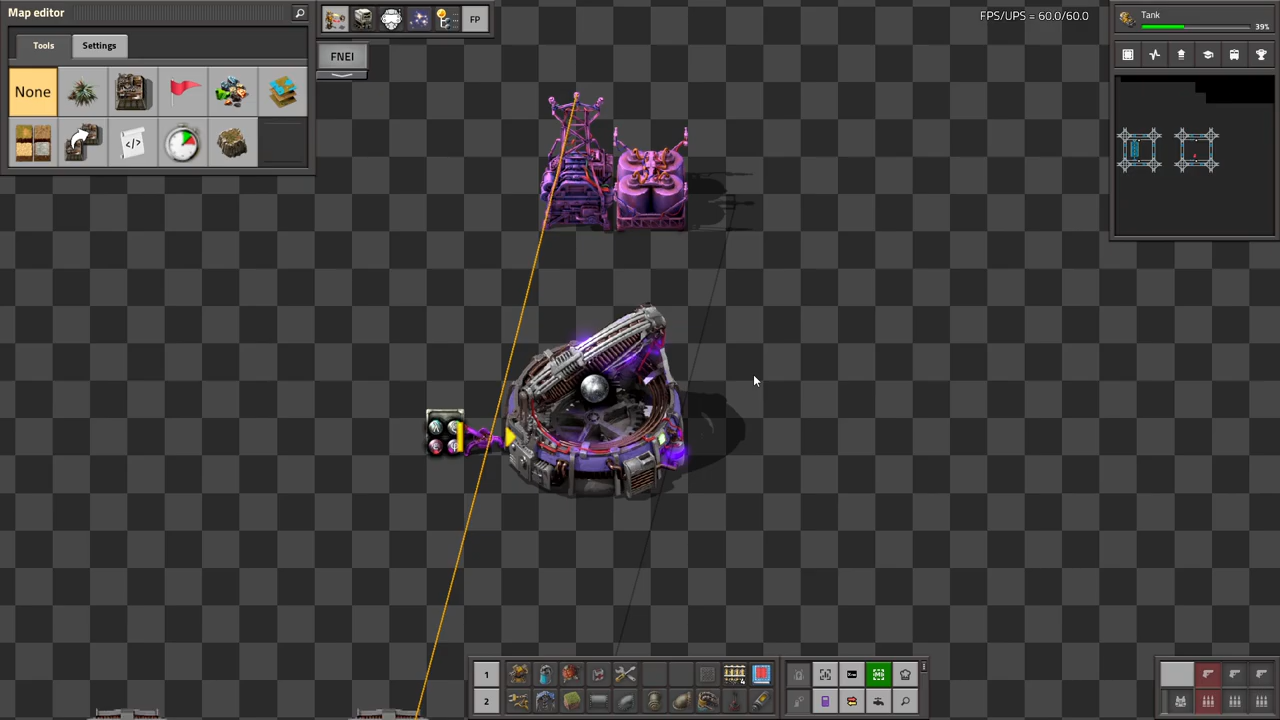 Map editor
Tools
Settings
None
</>
FP
FNEI
FPS/UPS = 60.0/60.0
Tank
39%
1
2